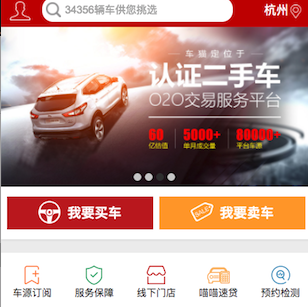 34356辆车供您挑选
杭州
车猫定位于
认证二手车
O2O交易服务平台
60
5000+
80000+
亿估值
单月成交量
平台车源
我要买车
SALE
我要卖车
车源订阅
服务保障
线下门店
喵喵速贷
预约检测